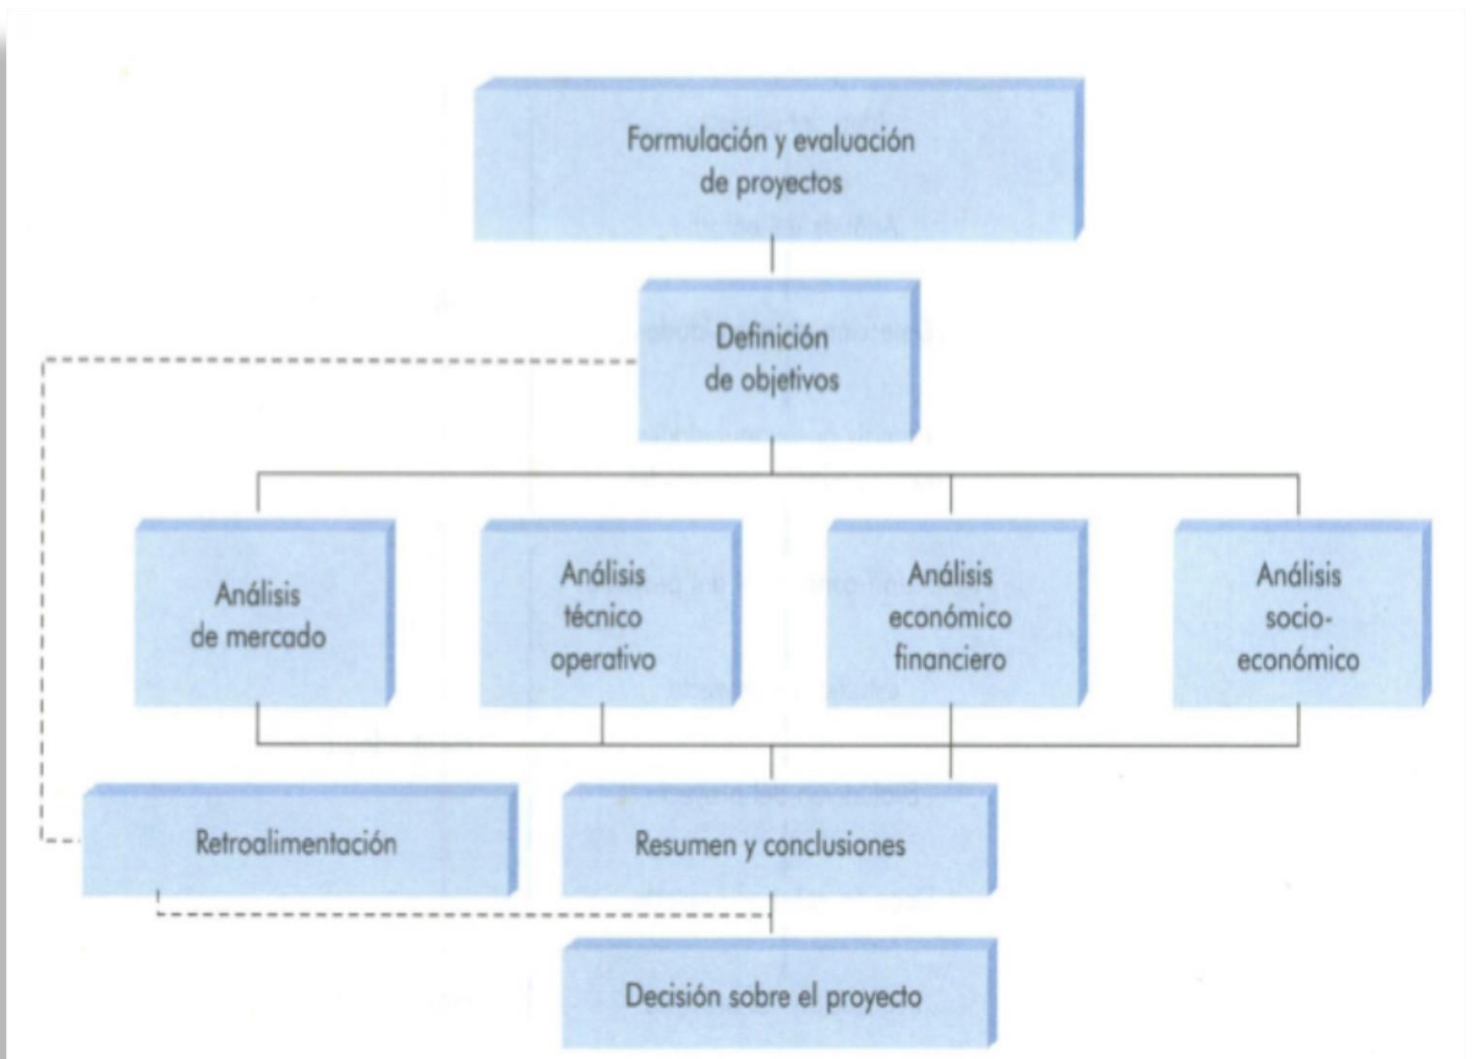 Formulación y evaluación
de proyectos
Definición
de objetivos
Análisis
de mercado
Análisis
técnico
operativo
Análisis
económico
financiero
Análisis
socio-
económico
Retroalimentación
Resumen y conclusiones
Decisión sobre el proyecto